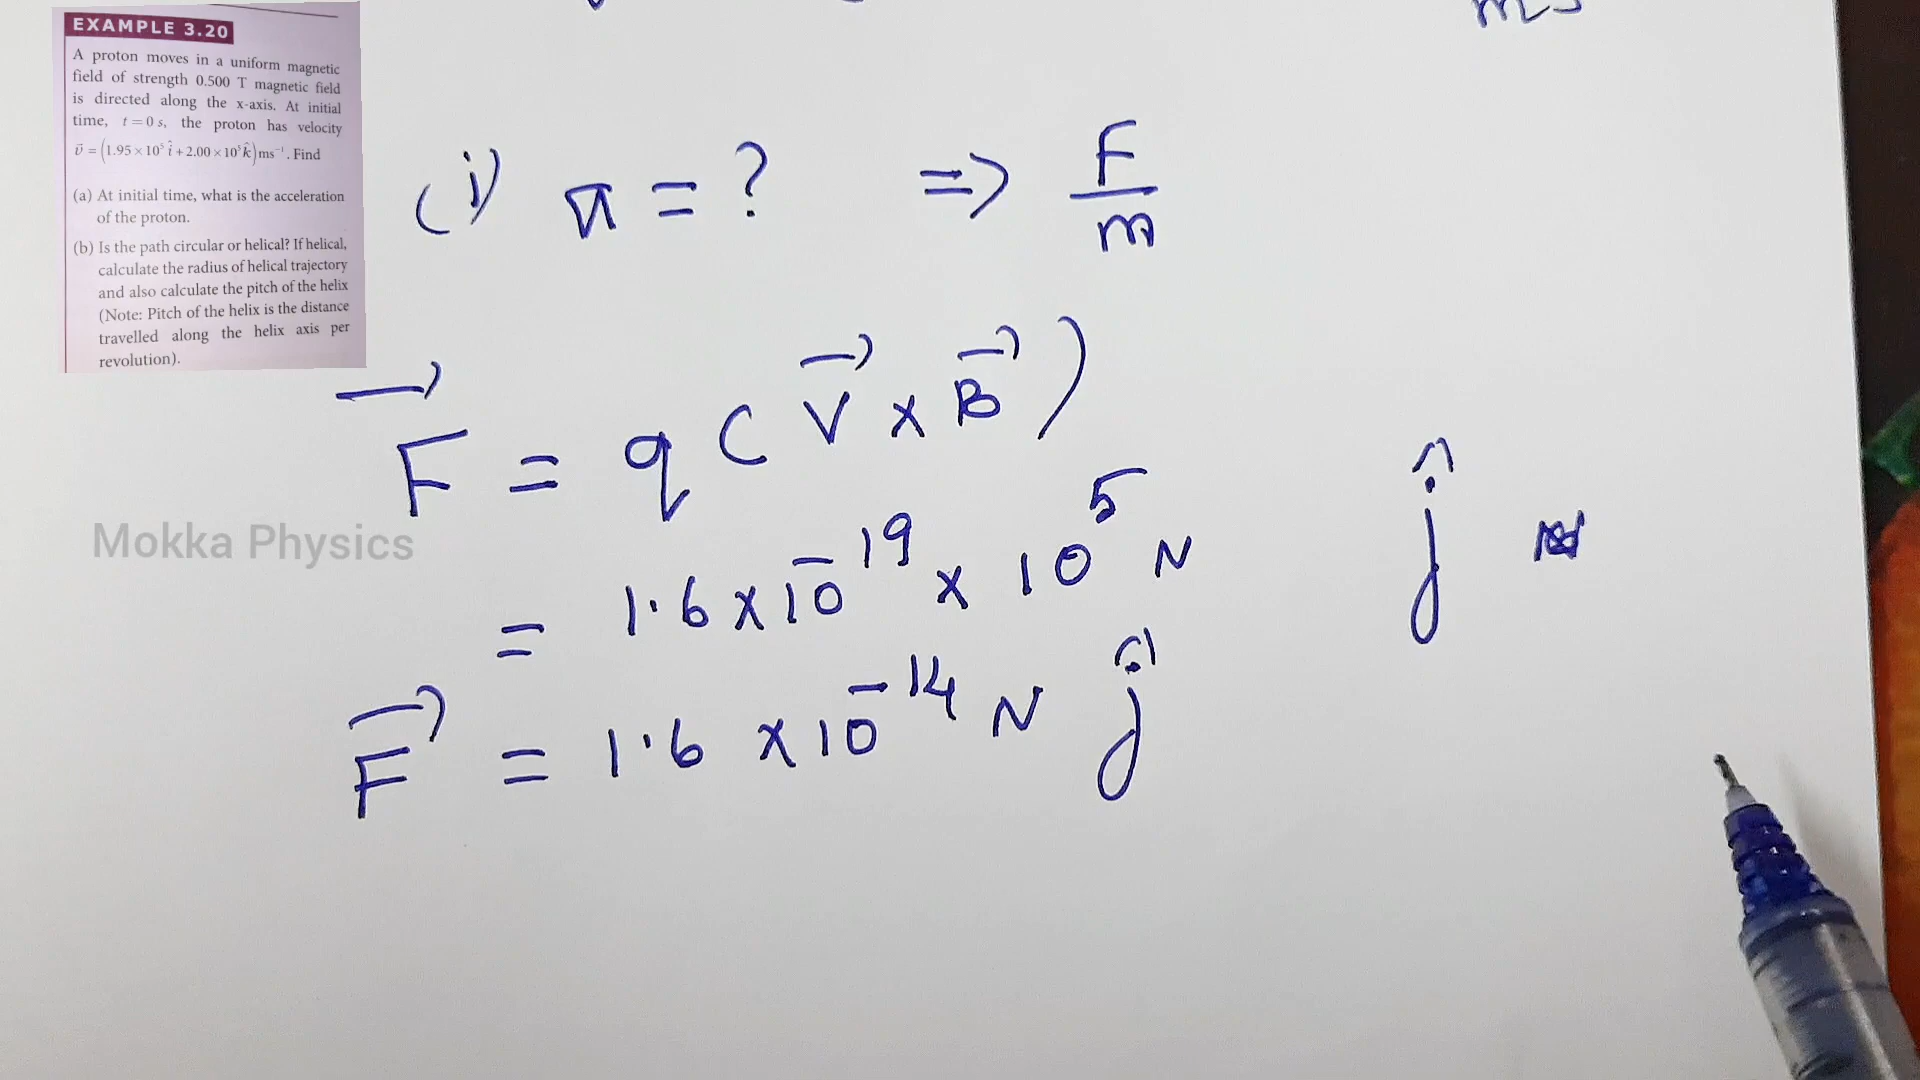 EXAMPLE 3.20
A proton moves in a uniform magnetic
field of strength 0.500 T magnetic field
is directed along the x-axis. At initial
time, t = 0 s, the proton has velocity
v⃗ = (1.95 × 10⁵ î + 2.00 × 10⁵ k̂) ms⁻¹. Find
(a) At initial time, what is the acceleration
of the proton.
(b) Is the path circular or helical? If helical,
calculate the radius of helical trajectory
and also calculate the pitch of the helix
(Note: Pitch of the helix is the distance
travelled along the helix axis per
revolution).
(i) a = ? => F/m
F⃗ = q (V⃗ × B⃗)
= 1.6 × 10⁻¹⁹ × 10⁵ N ĵ
F⃗ = 1.6 × 10⁻¹⁴ N ĵ
Mokka Physics